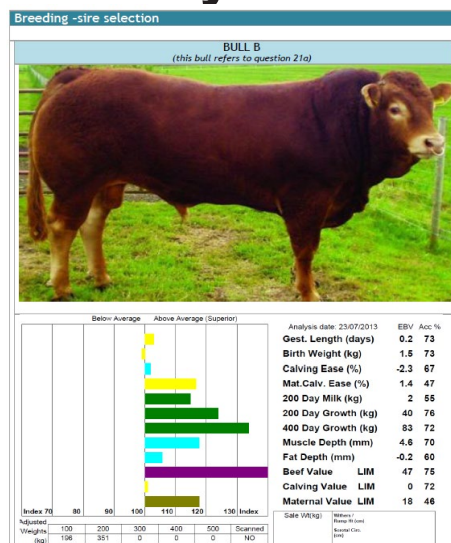 Breeding -sire selection
BULL B
(this bull refers to question 21a)
Below Average Above Average (Superior)
Analysis date: 23/07/2013 EBV Acc %
Gest. Length (days) 0.2 73
Birth Weight (kg) 1.5 73
Calving Ease (%) -2.3 67
Mat.Calv. Ease (%) 1.4 47
200 Day Milk (kg) 2 55
200 Day Growth (kg) 40 76
400 Day Growth (kg) 83 72
Muscle Depth (mm) 4.6 70
Fat Depth (mm) -0.2 60
Beef Value LIM 47 75
Calving Value LIM 0 72
Maternal Value LIM 18 46
Index 70 80 90 100 110 120 130 Index
Adjusted Weights (kg) 100 200 300 400 500 Scanned
196 351 0 0 0 NO
Sale Wt(kg)